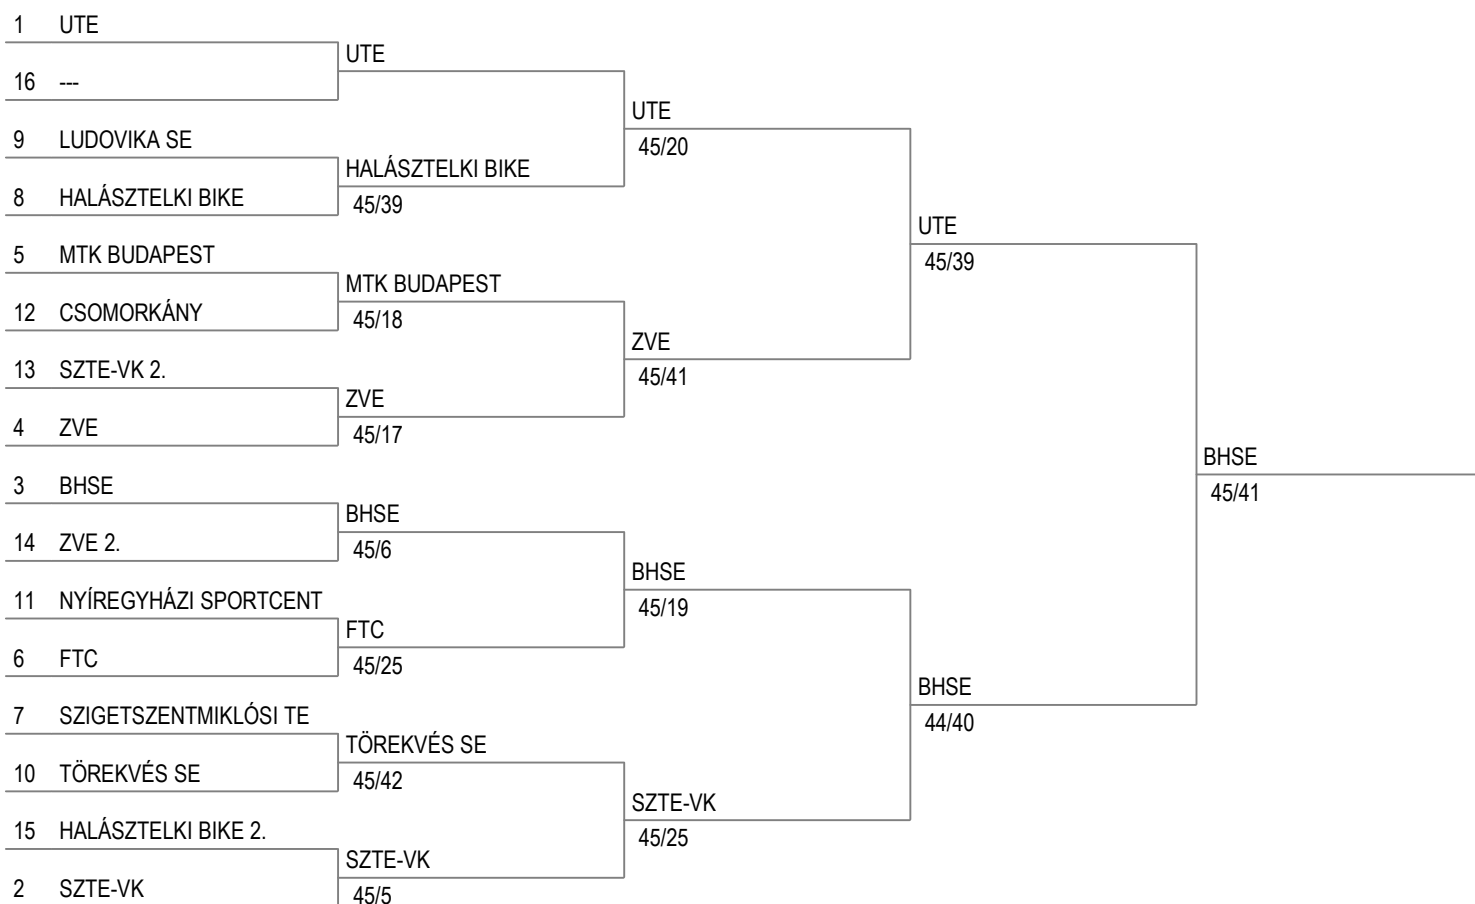 1 UTE
UTE
16 ---
UTE
45/20
9 LUDOVIKA SE
HALÁSZTELKI BIKE
45/39
8 HALÁSZTELKI BIKE
UTE
45/39
5 MTK BUDAPEST
MTK BUDAPEST
45/18
12 CSOMORKÁNY
ZVE
45/41
13 SZTE-VK 2.
ZVE
45/17
4 ZVE
BHSE
45/41
3 BHSE
BHSE
45/6
14 ZVE 2.
BHSE
45/19
11 NYÍREGYHÁZI SPORTCENT
FTC
45/25
6 FTC
BHSE
44/40
7 SZIGETSZENTMIKLÓSI TE
TÖREKVÉS SE
45/42
10 TÖREKVÉS SE
SZTE-VK
45/25
15 HALÁSZTELKI BIKE 2.
SZTE-VK
45/5
2 SZTE-VK